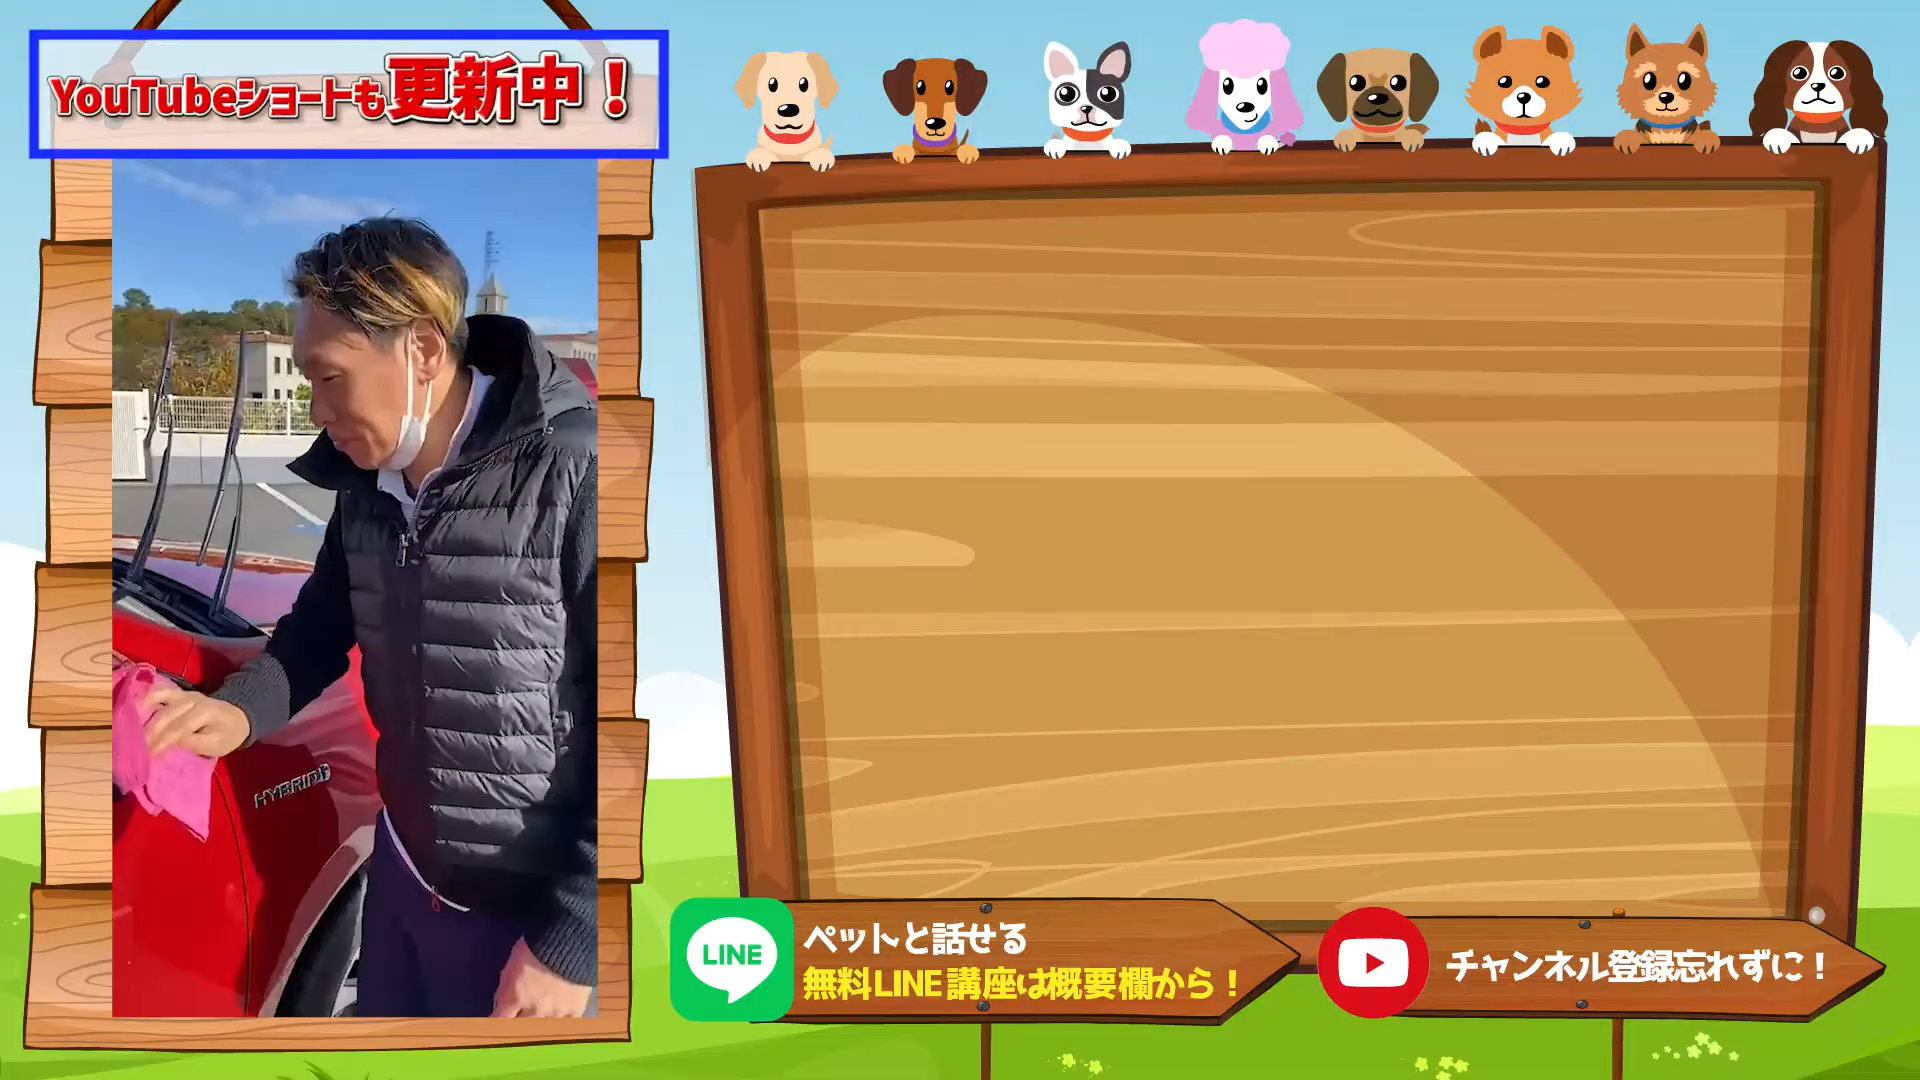 YouTubeショートも更新中！
HYBRID
LINE
ペットと話せる
無料LINE講座は概要欄から！
チャンネル登録忘れずに！